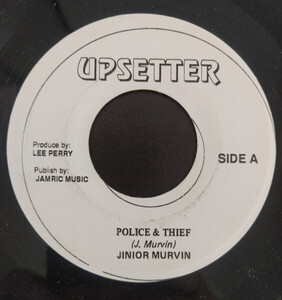 UPSETTER
Produce by:
LEE PERRY
SIDE A
Publish by:
JAMRIC MUSIC
POLICE & THIEF
(J. Murvin)
JINIOR MURVIN